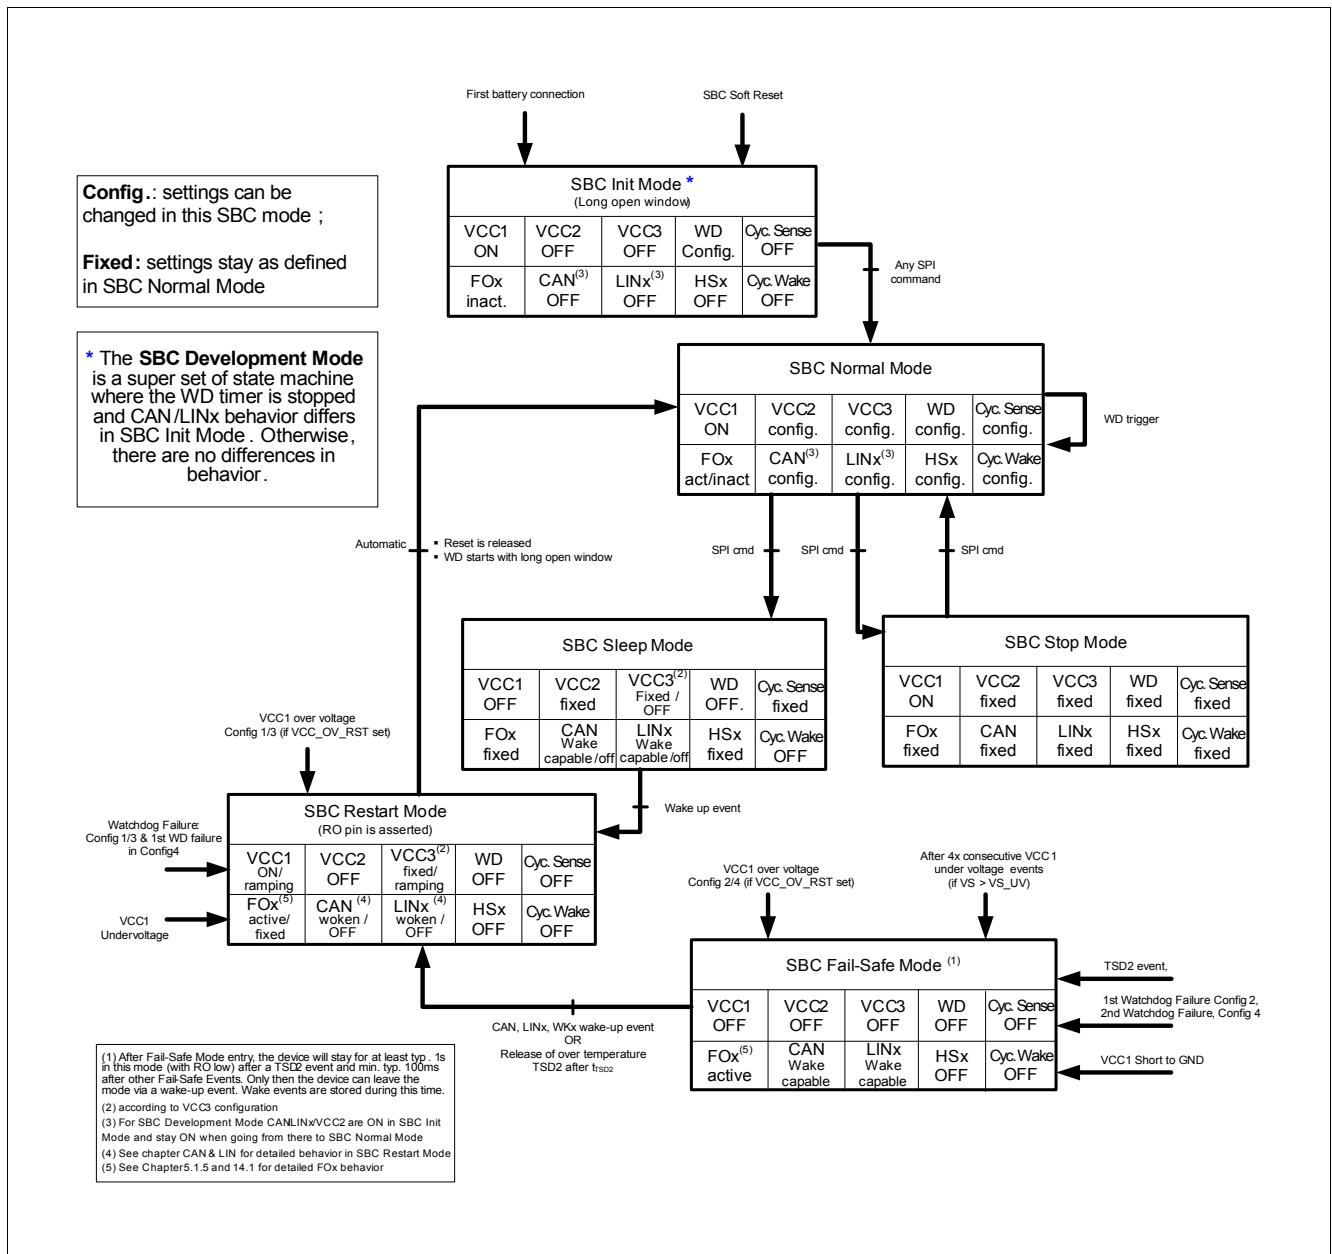 First battery connection
SBC Soft Reset
Config.: settings can be
changed in this SBC mode ;
Fixed: settings stay as defined
in SBC Normal Mode
* The SBC Development Mode
is a super set of state machine
where the WD timer is stopped
and CAN/LINx behavior differs
in SBC Init Mode . Otherwise,
there are no differences in
behavior.
SBC Init Mode *
(Long open window)
VCC1
ON
VCC2
OFF
VCC3
OFF
WD
Config.
Cyc. Sense
OFF
FOx
inact.
CAN(3)
OFF
LINx(3)
OFF
HSx
OFF
Cyc. Wake
OFF
Any SPI
command
SBC Normal Mode
VCC1
ON
VCC2
config.
VCC3
config.
WD
config.
Cyc. Sense
config.
FOx
act/inact
CAN(3)
config.
LINx(3)
config.
HSx
config.
Cyc. Wake
config.
WD trigger
Automatic
▪ Reset is released
▪ WD starts with long open window
SPI cmd
SPI cmd
SPI cmd
SBC Sleep Mode
VCC1
OFF
VCC2
fixed
VCC3(2)
Fixed /
OFF
WD
OFF.
Cyc. Sense
fixed
FOx
fixed
CAN
Wake
capable /off
LINx
Wake
capable /off
HSx
fixed
Cyc. Wake
OFF
SBC Stop Mode
VCC1
ON
VCC2
fixed
VCC3
fixed
WD
fixed
Cyc. Sense
fixed
FOx
fixed
CAN
fixed
LINx
fixed
HSx
fixed
Cyc. Wake
fixed
VCC1 over voltage
Config 1/3 (if VCC_OV_RST set)
Wake up event
Watchdog Failure:
Config 1/3 & 1st WD failure
in Config4
VCC1
Undervoltage
SBC Restart Mode
(RO pin is asserted)
VCC1
ON/
ramping
VCC2
OFF
VCC3(2)
fixed/
ramping
WD
OFF
Cyc. Sense
OFF
FOx(5)
active/
fixed
CAN (4)
woken /
OFF
LINx (4)
woken /
OFF
HSx
OFF
Cyc. Wake
OFF
VCC1 over voltage
Config 2/4 (if VCC_OV_RST set)
After 4x consecutive VCC1
under voltage events
(if VS > VS_UV)
SBC Fail-Safe Mode (1)
VCC1
OFF
VCC2
OFF
VCC3
OFF
WD
OFF
Cyc. Sense
OFF
FOx(5)
active
CAN
Wake
capable
LINx
Wake
capable
HSx
OFF
Cyc. Wake
OFF
TSD2 event,
1st Watchdog Failure Config 2,
2nd Watchdog Failure, Config 4
VCC1 Short to GND
CAN, LINx, WKx wake-up event
OR
Release of over temperature
TSD2 after tTSD2
(1) After Fail-Safe Mode entry, the device will stay for at least typ . 1s
in this mode (with RO low) after a TSD2 event and min. typ. 100ms
after other Fail-Safe Events. Only then the device can leave the
mode via a wake-up event. Wake events are stored during this time.
(2) according to VCC3 configuration
(3) For SBC Development Mode CAN/LINx/VCC2 are ON in SBC Init
Mode and stay ON when going from there to SBC Normal Mode
(4) See chapter CAN & LIN for detailed behavior in SBC Restart Mode
(5) See Chapter 5.1.5 and 14.1 for detailed FOx behavior